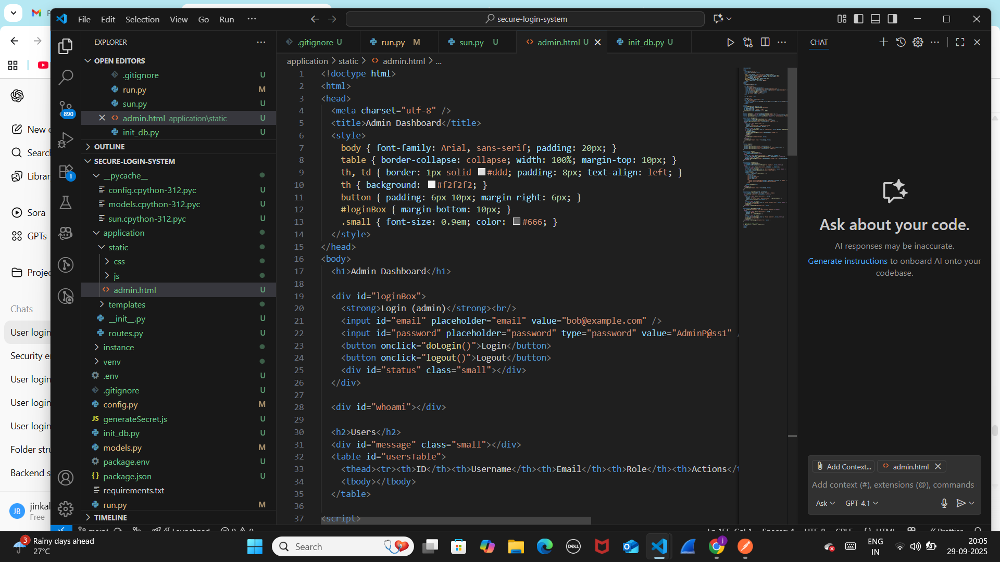 File Edit Selection View Go Run ···
secure-login-system
EXPLORER
OPEN EDITORS
.gitignore U
run.py M
sun.py U
admin.html application\static U
init_db.py U
OUTLINE
SECURE-LOGIN-SYSTEM
__pycache__
config.cpython-312.pyc U
models.cpython-312.pyc U
sun.cpython-312.pyc U
application
static
css
js
admin.html U
templates
__init__.py U
routes.py U
instance
venv
.env U
.gitignore U
config.py M
JS generateSecret.js U
init_db.py U
models.py M
package.env U
{} package.json U
requirements.txt
run.py M
TIMELINE
890
1
.gitignore U run.py M sun.py U admin.html U init_db.py U
application > static > admin.html > ...
1 <!doctype html>
2 <html>
3 <head>
4 <meta charset="utf-8" />
5 <title>Admin Dashboard</title>
6 <style>
7 body { font-family: Arial, sans-serif; padding: 20px; }
8 table { border-collapse: collapse; width: 100%; margin-top: 10px; }
9 th, td { border: 1px solid #ddd; padding: 8px; text-align: left; }
10 th { background: #f2f2f2; }
11 button { padding: 6px 10px; margin-right: 6px; }
12 #loginBox { margin-bottom: 10px; }
13 .small { font-size: 0.9em; color: #666; }
14 </style>
15 </head>
16 <body>
17 <h1>Admin Dashboard</h1>
18
19 <div id="loginBox">
20 <strong>Login (admin)</strong><br/>
21 <input id="email" placeholder="email" value="bob@example.com" />
22 <input id="password" placeholder="password" type="password" value="AdminP@ss1" /
23 <button onclick="doLogin()">Login</button>
24 <button onclick="logout()">Logout</button>
25 <div id="status" class="small"></div>
26 </div>
27
28 <div id="whoami"></div>
29
30 <h2>Users</h2>
31 <div id="message" class="small"></div>
32 <table id="usersTable">
33 <thead><tr><th>ID</th><th>Username</th><th>Email</th><th>Role</th><th>Actions</t
34 <tbody></tbody>
35 </table>
36
37 <script>
CHAT
Ask about your code.
AI responses may be inaccurate.
Generate instructions to onboard AI onto your
codebase.
Add Context... admin.html
Add context (#), extensions (@), commands
Ask GPT-4.1
New
Search
Librar
Sora
GPTs
Projec
Chats
User login
Security e
User login
User login
User login
Folder stru
Backend s
JB jinkal
Free
3 Rainy days ahead
27°C
Search
DELL
j
ENG
IN
20:05
29-09-2025